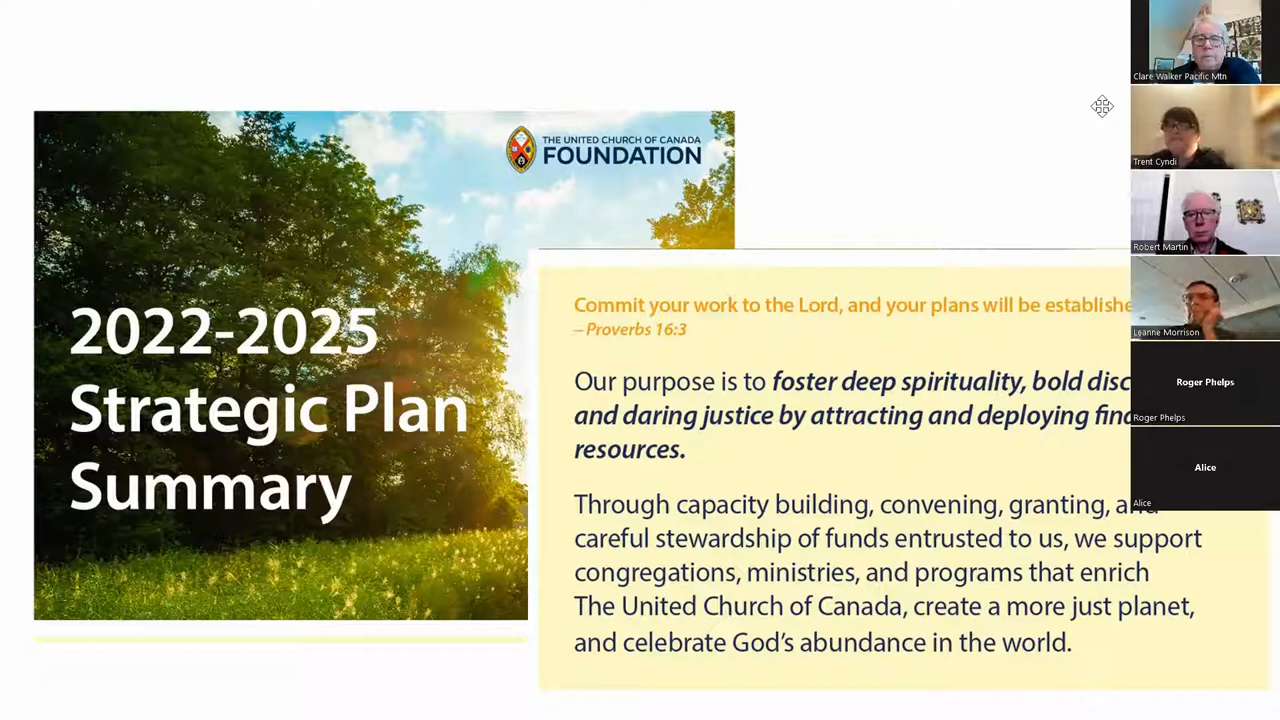 THE UNITED CHURCH OF CANADA
FOUNDATION
2022-2025
Strategic Plan
Summary
Commit your work to the Lord, and your plans will be
– Proverbs 16:3
Our purpose is to foster deep spirituality, bold
and daring justice by attracting and deploying
resources.
Through capacity building, convening, granting, and
careful stewardship of funds entrusted to us, we support
congregations, ministries, and programs that enrich
The United Church of Canada, create a more just planet,
and celebrate God's abundance in the world.
Clare Walker Pacific Mtn
Trent Cyndi
Robert Martin
Leanne Morrison
Roger Phelps
Roger Phelps
Alice
Alice